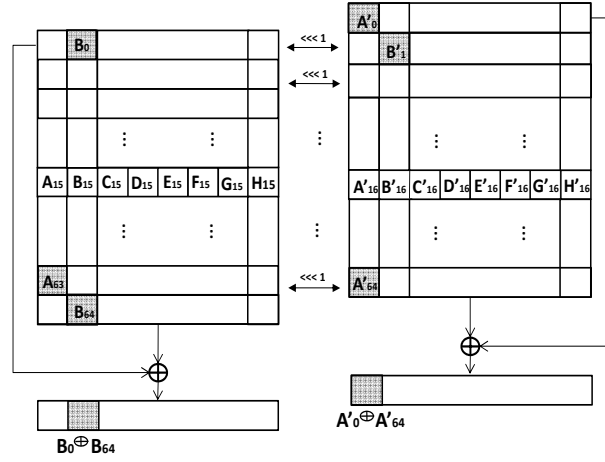 B₀
A'₀
B'₁
<<< 1
<<< 1
⋮ ⋮ ⋮ ⋮ ⋮
A₁₅ B₁₅ C₁₅ D₁₅ E₁₅ F₁₅ G₁₅ H₁₅
A'₁₆ B'₁₆ C'₁₆ D'₁₆ E'₁₆ F'₁₆ G'₁₆ H'₁₆
⋮ ⋮ ⋮ ⋮ ⋮
A₆₃
<<< 1
A'₆₄
B₆₄
B₀⊕B₆₄
A'₀⊕A'₆₄